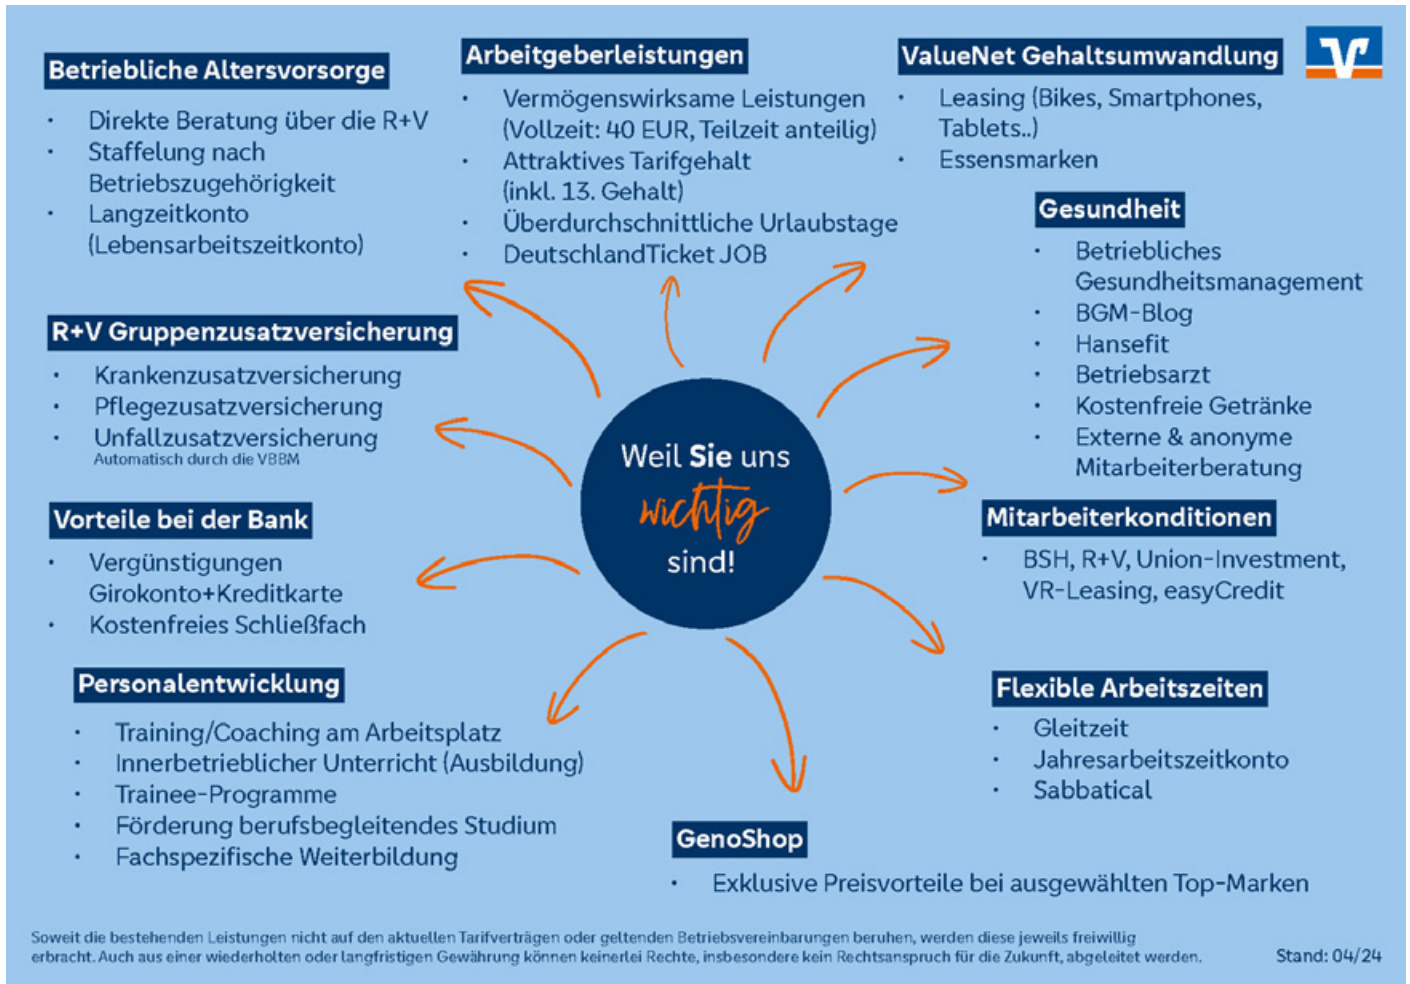 Betriebliche Altersvorsorge
• Direkte Beratung über die R+V
• Staffelung nach
Betriebszugehörigkeit
• Langzeitkonto
(Lebensarbeitszeitkonto)
Arbeitgeberleistungen
• Vermögenswirksame Leistungen
(Vollzeit: 40 EUR, Teilzeit anteilig)
• Attraktives Tarifgehalt
(inkl. 13. Gehalt)
• Überdurchschnittliche Urlaubstage
• DeutschlandTicket JOB
ValueNet Gehaltsumwandlung
• Leasing (Bikes, Smartphones,
Tablets..)
• Essensmarken
Gesundheit
• Betriebliches
Gesundheitsmanagement
• BGM-Blog
• Hansefit
• Betriebsarzt
• Kostenfreie Getränke
• Externe & anonyme
Mitarbeiterberatung
R+V Gruppenzusatzversicherung
• Krankenzusatzversicherung
• Pflegezusatzversicherung
• Unfallzusatzversicherung
Automatisch durch die VBBM
Weil Sie uns
wichtig
sind!
Vorteile bei der Bank
• Vergünstigungen
Girokonto+Kreditkarte
• Kostenfreies Schließfach
Mitarbeiterkonditionen
• BSH, R+V, Union-Investment,
VR-Leasing, easyCredit
Personalentwicklung
• Training/Coaching am Arbeitsplatz
• Innerbetrieblicher Unterricht (Ausbildung)
• Trainee-Programme
• Förderung berufsbegleitendes Studium
• Fachspezifische Weiterbildung
Flexible Arbeitszeiten
• Gleitzeit
• Jahresarbeitszeitkonto
• Sabbatical
GenoShop
• Exklusive Preisvorteile bei ausgewählten Top-Marken
Soweit die bestehenden Leistungen nicht auf den aktuellen Tarifverträgen oder geltenden Betriebsvereinbarungen beruhen, werden diese jeweils freiwillig
erbracht. Auch aus einer wiederholten oder langfristigen Gewährung können keinerlei Rechte, insbesondere kein Rechtsanspruch für die Zukunft, abgeleitet werden.
Stand: 04/24